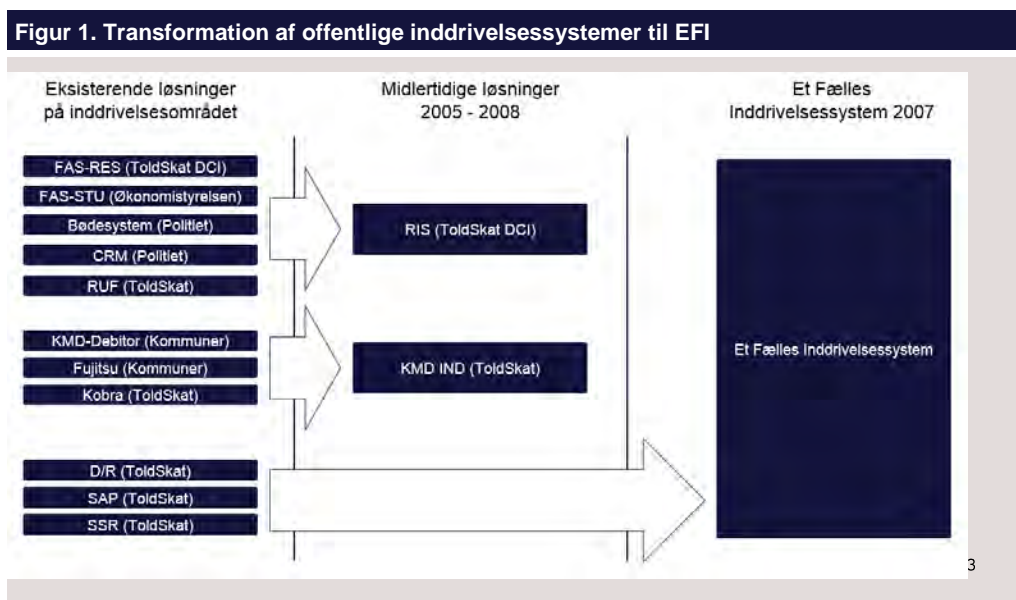 Figur 1. Transformation af offentlige inddrivelsessystemer til EFI
Eksisterende løsninger
på inddrivelsesområdet
Midlertidige løsninger
2005 - 2008
Et Fælles
Inddrivelsessystem 2007
FAS-RES (ToldSkat DCI)
FAS-STU (Økonomistyrelsen)
Bødesystem (Politiet)
CRM (Politiet)
RUF (ToldSkat)
RIS (ToldSkat DCI)
KMD-Debitor (Kommuner)
Fujitsu (Kommuner)
Kobra (ToldSkat)
KMD IND (ToldSkat)
Et Fælles Inddrivelsessystem
D/R (ToldSkat)
SAP (ToldSkat)
SSR (ToldSkat)
3